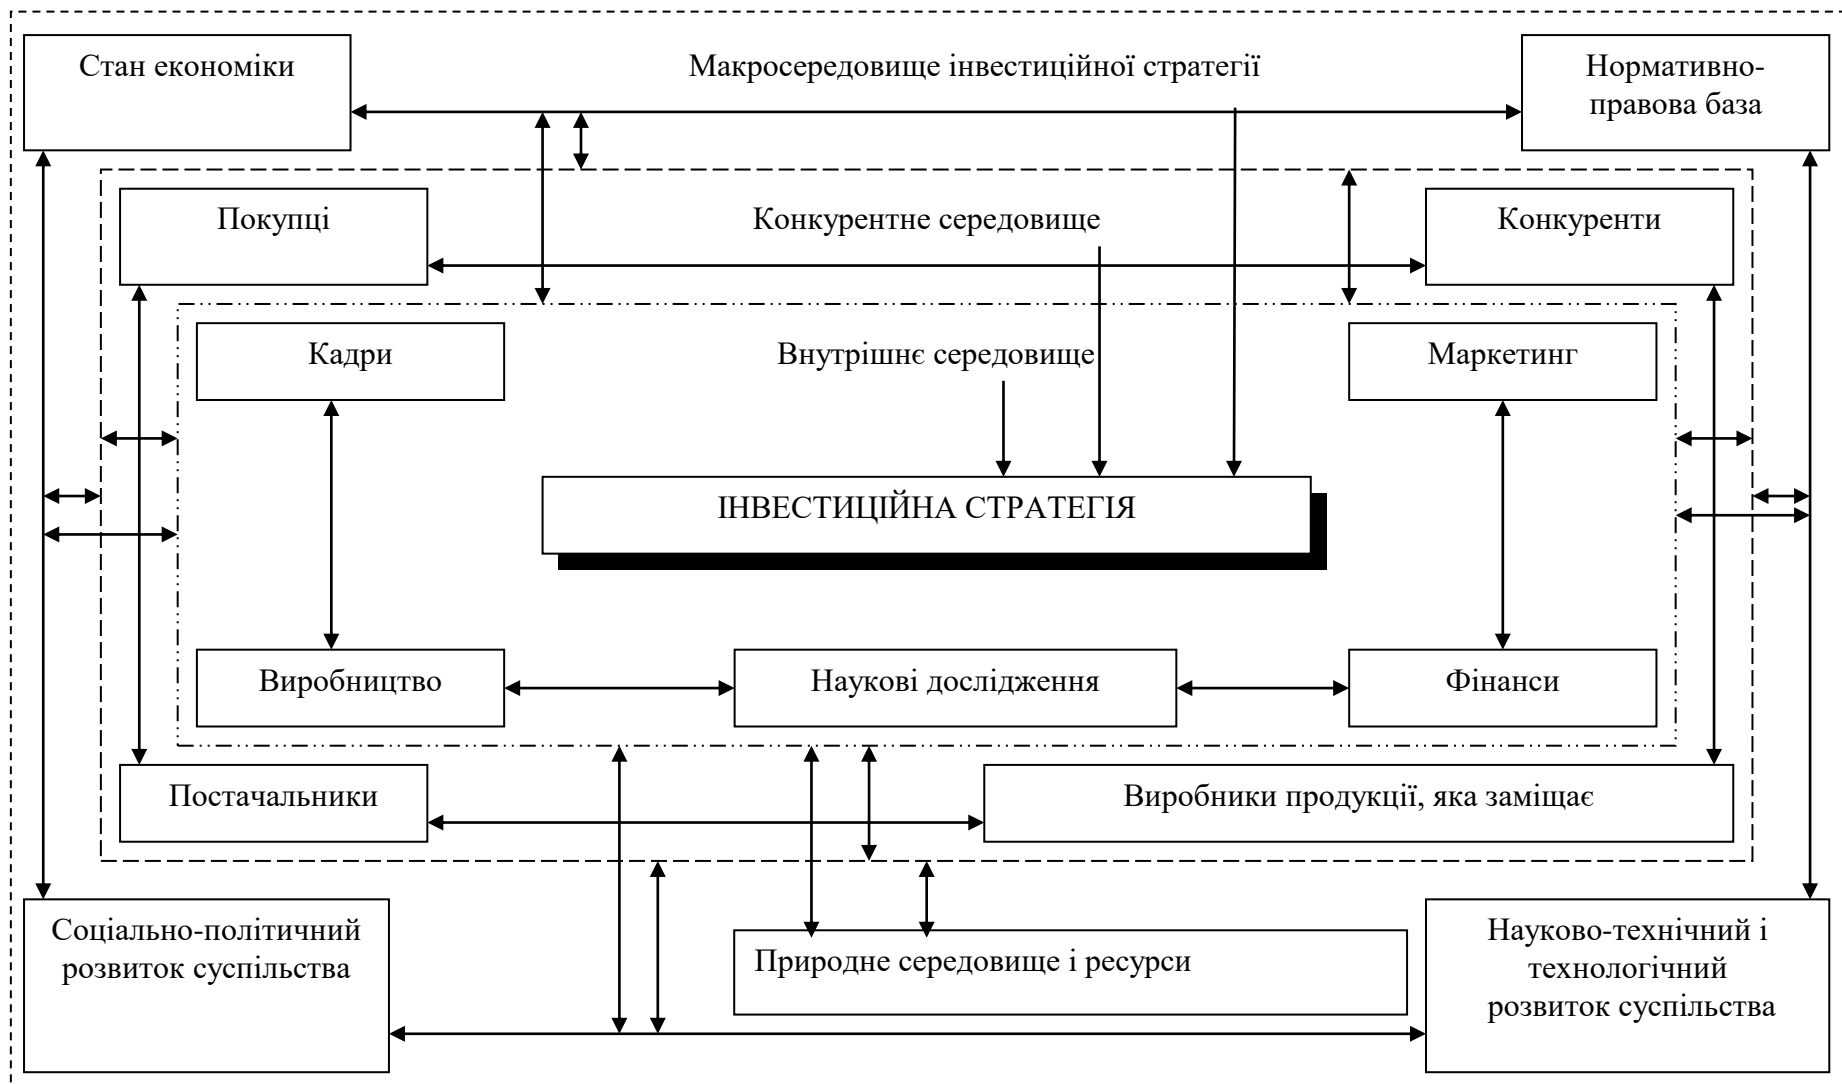 Стан економіки
Макросередовище інвестиційної стратегії
Нормативно-
правова база
Покупці
Конкурентне середовище
Конкуренти
Кадри
Внутрішнє середовище
Маркетинг
ІНВЕСТИЦІЙНА СТРАТЕГІЯ
Виробництво
Наукові дослідження
Фінанси
Постачальники
Виробники продукції, яка заміщає
Соціально-політичний
розвиток суспільства
Природне середовище і ресурси
Науково-технічний і
технологічний
розвиток суспільства